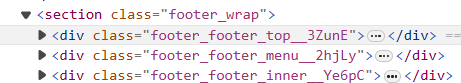 ▼ <section class="footer_wrap">
▶ <div class="footer_footer_top__3ZunE"> ⋯ </div> ==
▶ <div class="footer_footer_menu__2hjLy"> ⋯ </div>
▶ <div class="footer_footer_inner__Ye6pC"> ⋯ </div>